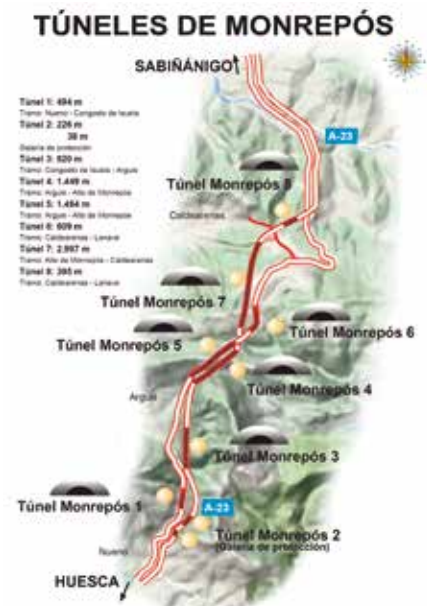 TÚNELES DE MONREPÓS
SABIÑÁNIGO
Túnel 1: 494 m
Tramo: Nueno - Congosto de Isuela
Túnel 2: 226 m
38 m
Galería de protección
Túnel 3: 920 m
Tramo: Congosto de Isuela - Arguis
Túnel 4: 1.449 m
Tramo: Arguis - Alto de Monrepós
Túnel 5: 1.484 m
Tramo: Arguis - Alto de Monrepós
Túnel 6: 609 m
Tramo: Caldearenas - Lanave
Túnel 7: 2.997 m
Tramo: Alto de Monrepós - Caldearenas
Túnel 8: 395 m
Tramo: Caldearenas - Lanave
A-23
Túnel Monrepós 8
Caldearenas
Túnel Monrepós 7
Túnel Monrepós 6
Túnel Monrepós 5
Túnel Monrepós 4
Arguis
Túnel Monrepós 3
Túnel Monrepós 1
A-23
Túnel Monrepós 2
(Galería de protección)
Nueno
HUESCA